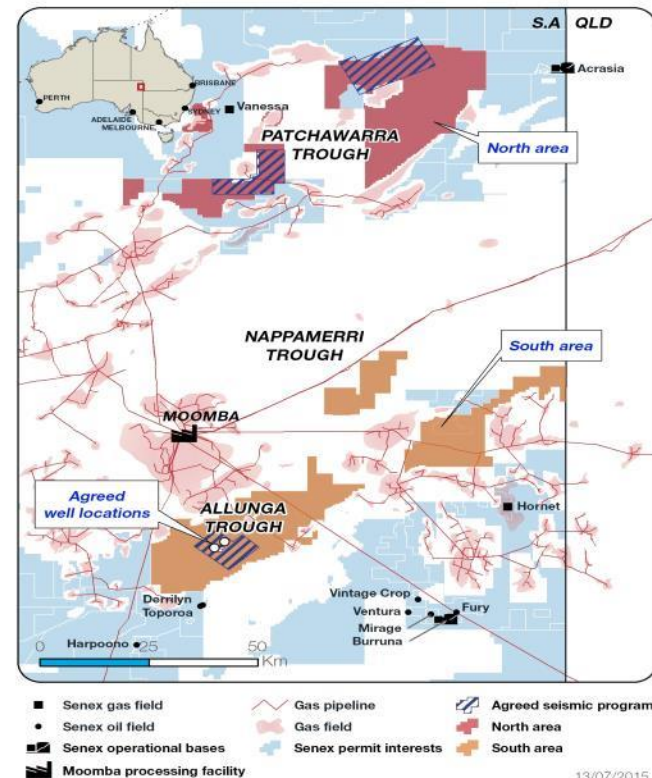 S.A QLD
Acrasia
BRISBANE
PERTH
SYDNEY
ADELAIDE
MELBOURNE
Vanessa
PATCHAWARRA
TROUGH
North area
NAPPAMERRI
TROUGH
South area
MOOMBA
Agreed
well locations
ALLUNGA
TROUGH
Hornet
Derrilyn
Toporoa
Vintage Crop
Ventura
Fury
Mirage
Burruna
Harpoono
0 25 50
Km
Senex gas field
Gas pipeline
Agreed seismic program
Senex oil field
Gas field
North area
Senex operational bases
Senex permit interests
South area
Moomba processing facility
13/07/2015